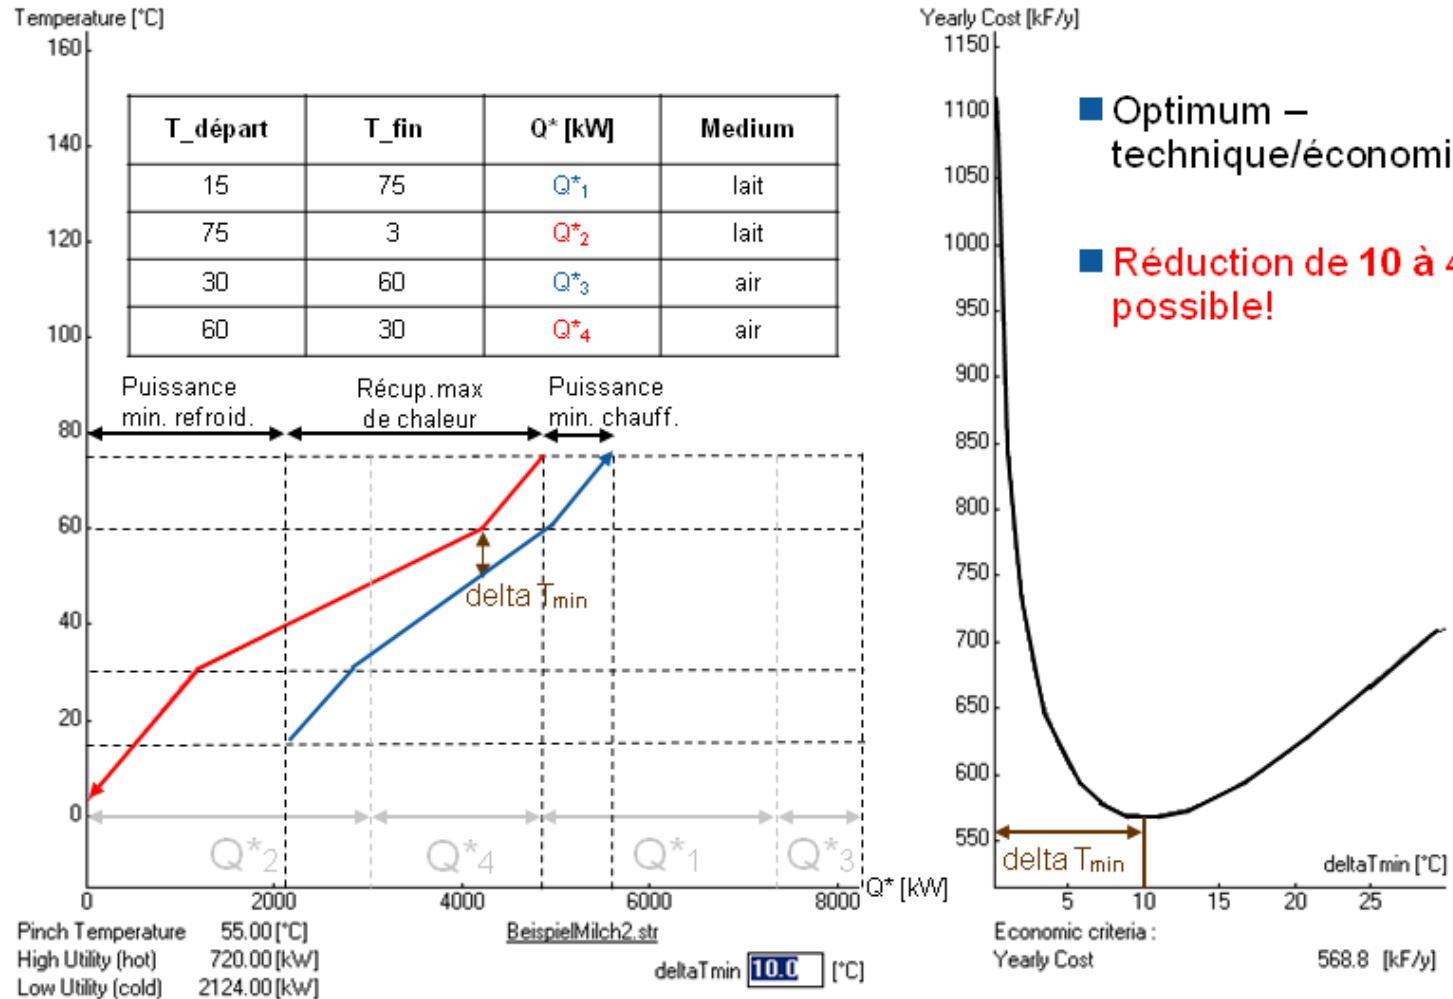 Temperature [°C]
160
140
120
100
80
60
40
20
0
T_départ T_fin Q* [kW] Medium
15 75 Q*1 lait
75 3 Q*2 lait
30 60 Q*3 air
60 30 Q*4 air
Puissance
min. refroid.
Récup.max
de chaleur
Puissance
min. chauff.
delta Tmin
Q*2 Q*4 Q*1 Q*3
0 2000 4000 6000 8000 Q* [kW]
Pinch Temperature 55.00 [°C]
High Utility (hot) 720.00 [kW]
Low Utility (cold) 2124.00 [kW]
BeispielMilch2.str
deltaTmin 10.0 [°C]
Yearly Cost [kF/y]
1150
1100
1050
1000
950
900
850
800
750
700
650
600
550
Optimum –
technique/économi
Réduction de 10 à 4
possible!
delta Tmin
deltaTmin [°C]
5 10 15 20 25
Economic criteria :
Yearly Cost 568.8 [kF/y]